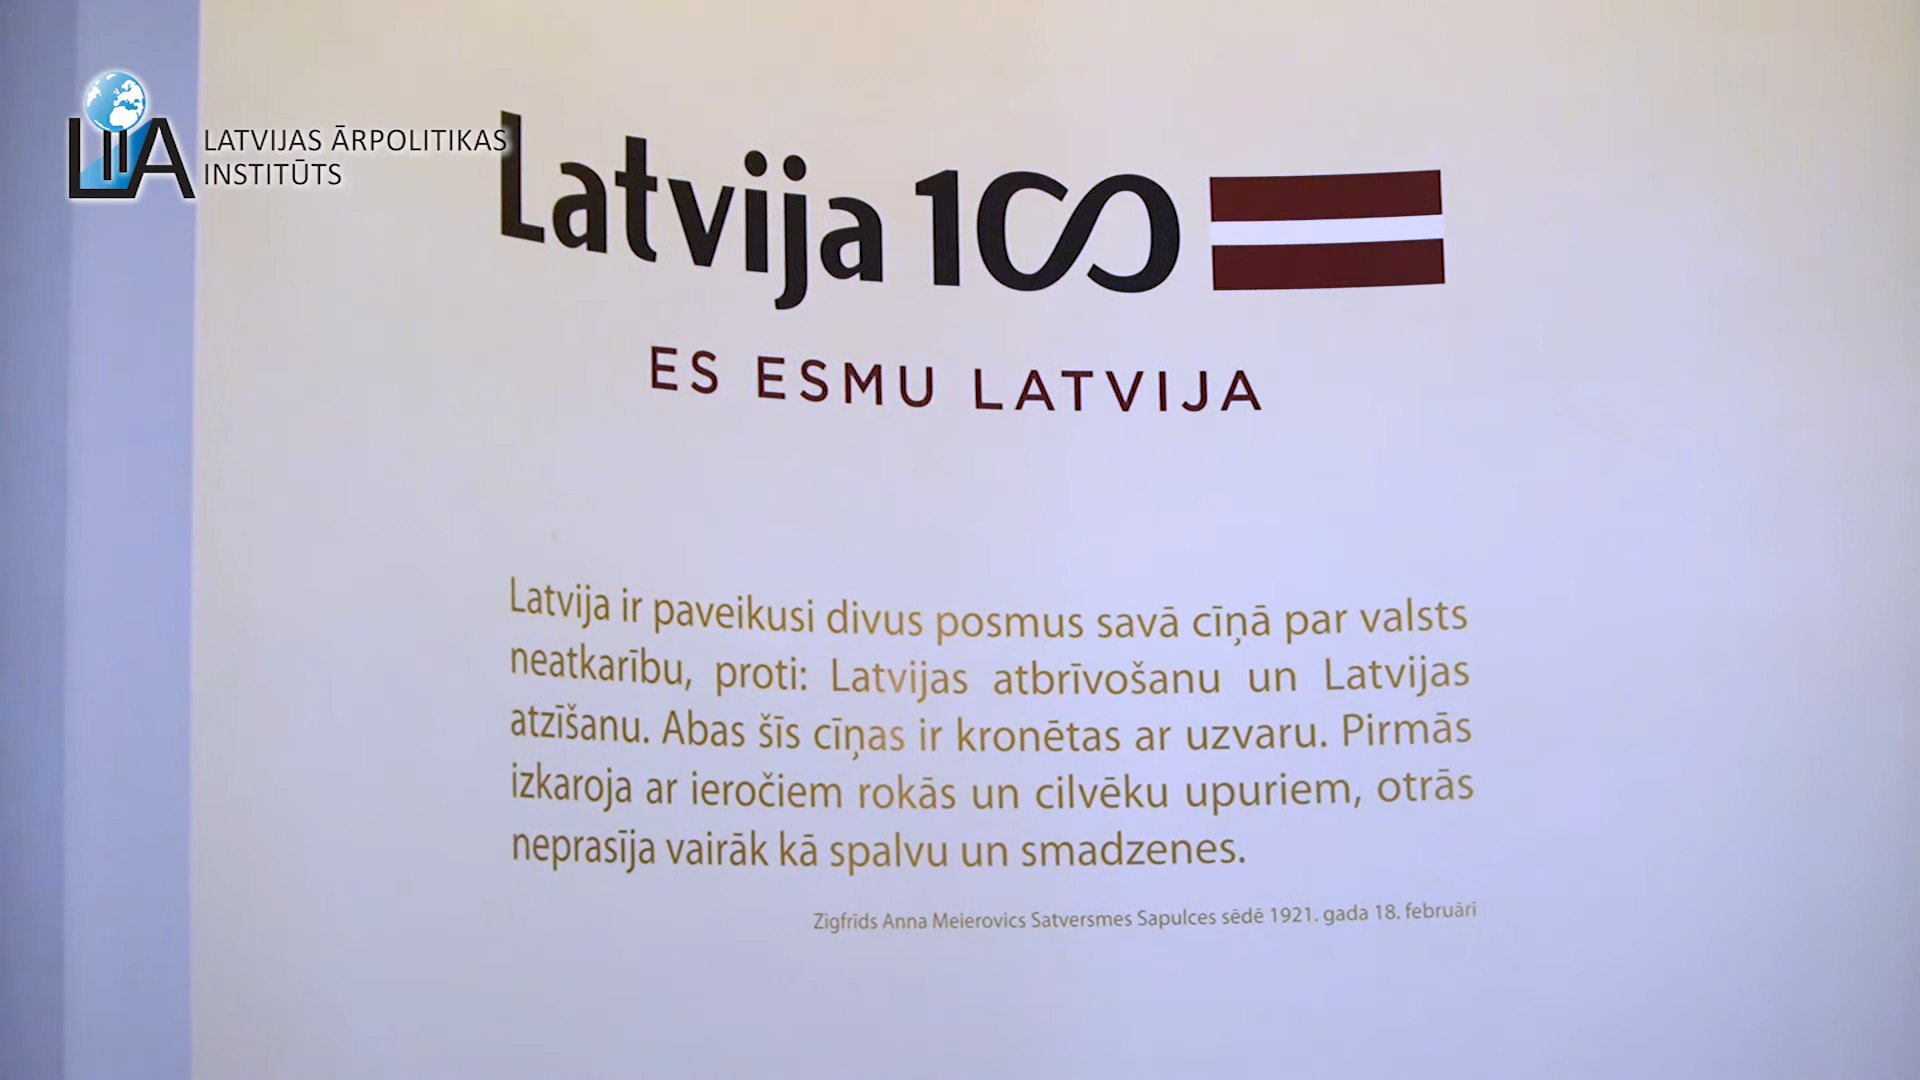 LIIA
LATVIJAS ĀRPOLITIKAS
INSTITŪTS
Latvija 100
ES ESMU LATVIJA
Latvija ir paveikusi divus posmus savā cīņā par valsts
neatkarību, proti: Latvijas atbrīvošanu un Latvijas
atzīšanu. Abas šīs cīņas ir kronētas ar uzvaru. Pirmās
izkaroja ar ieročiem rokās un cilvēku upuriem, otrās
neprasīja vairāk kā spalvu un smadzenes.
Zigfrīds Anna Meierovics Satversmes Sapulces sēdē 1921. gada 18. februārī